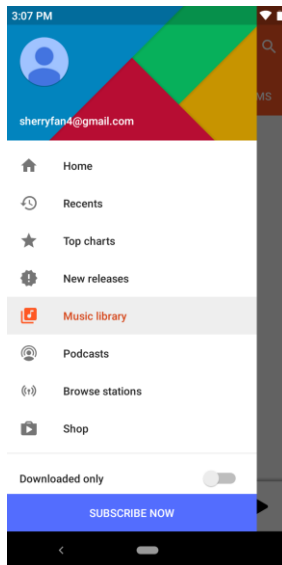 3:07 PM
sherryfan4@gmail.com
MS
Home
Recents
Top charts
New releases
Music library
Podcasts
Browse stations
Shop
Downloaded only
SUBSCRIBE NOW